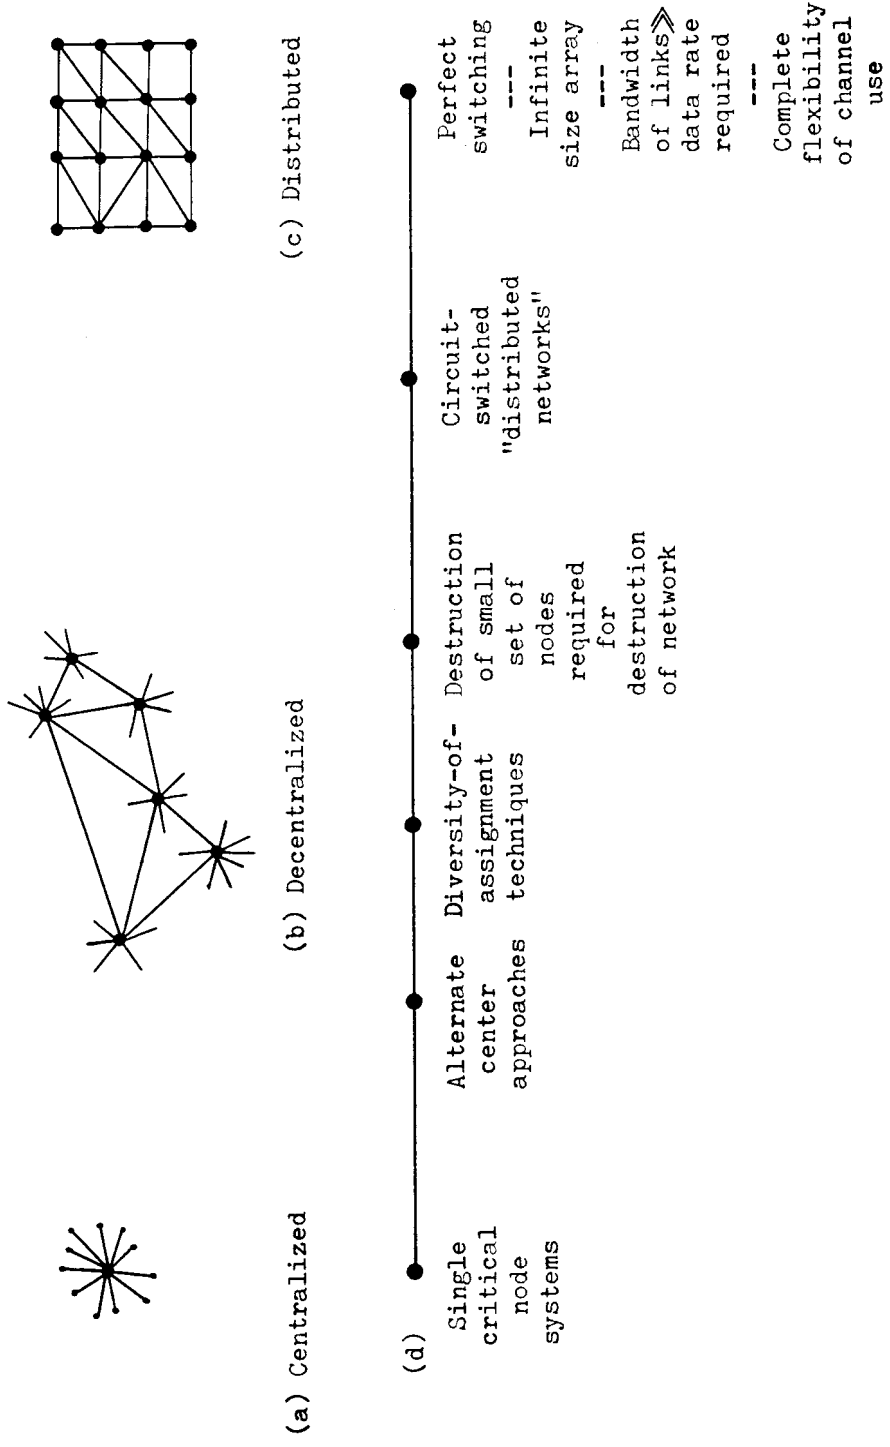 (a) Centralized
(b) Decentralized
(c) Distributed
(d)
Single
critical
node
systems
Alternate
center
approaches
Diversity-of-
assignment
techniques
Destruction
of small
set of
nodes
required
for
destruction
of network
Circuit-
switched
"distributed
networks"
Perfect
switching
---
Infinite
size array
---
Bandwidth
of links≫
data rate
required
---
Complete
flexibility
of channel
use